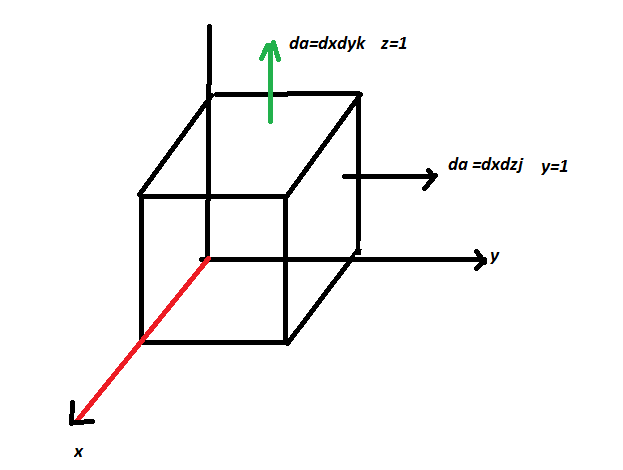 da=dxdyk z=1
da =dxdzj y=1
y
x